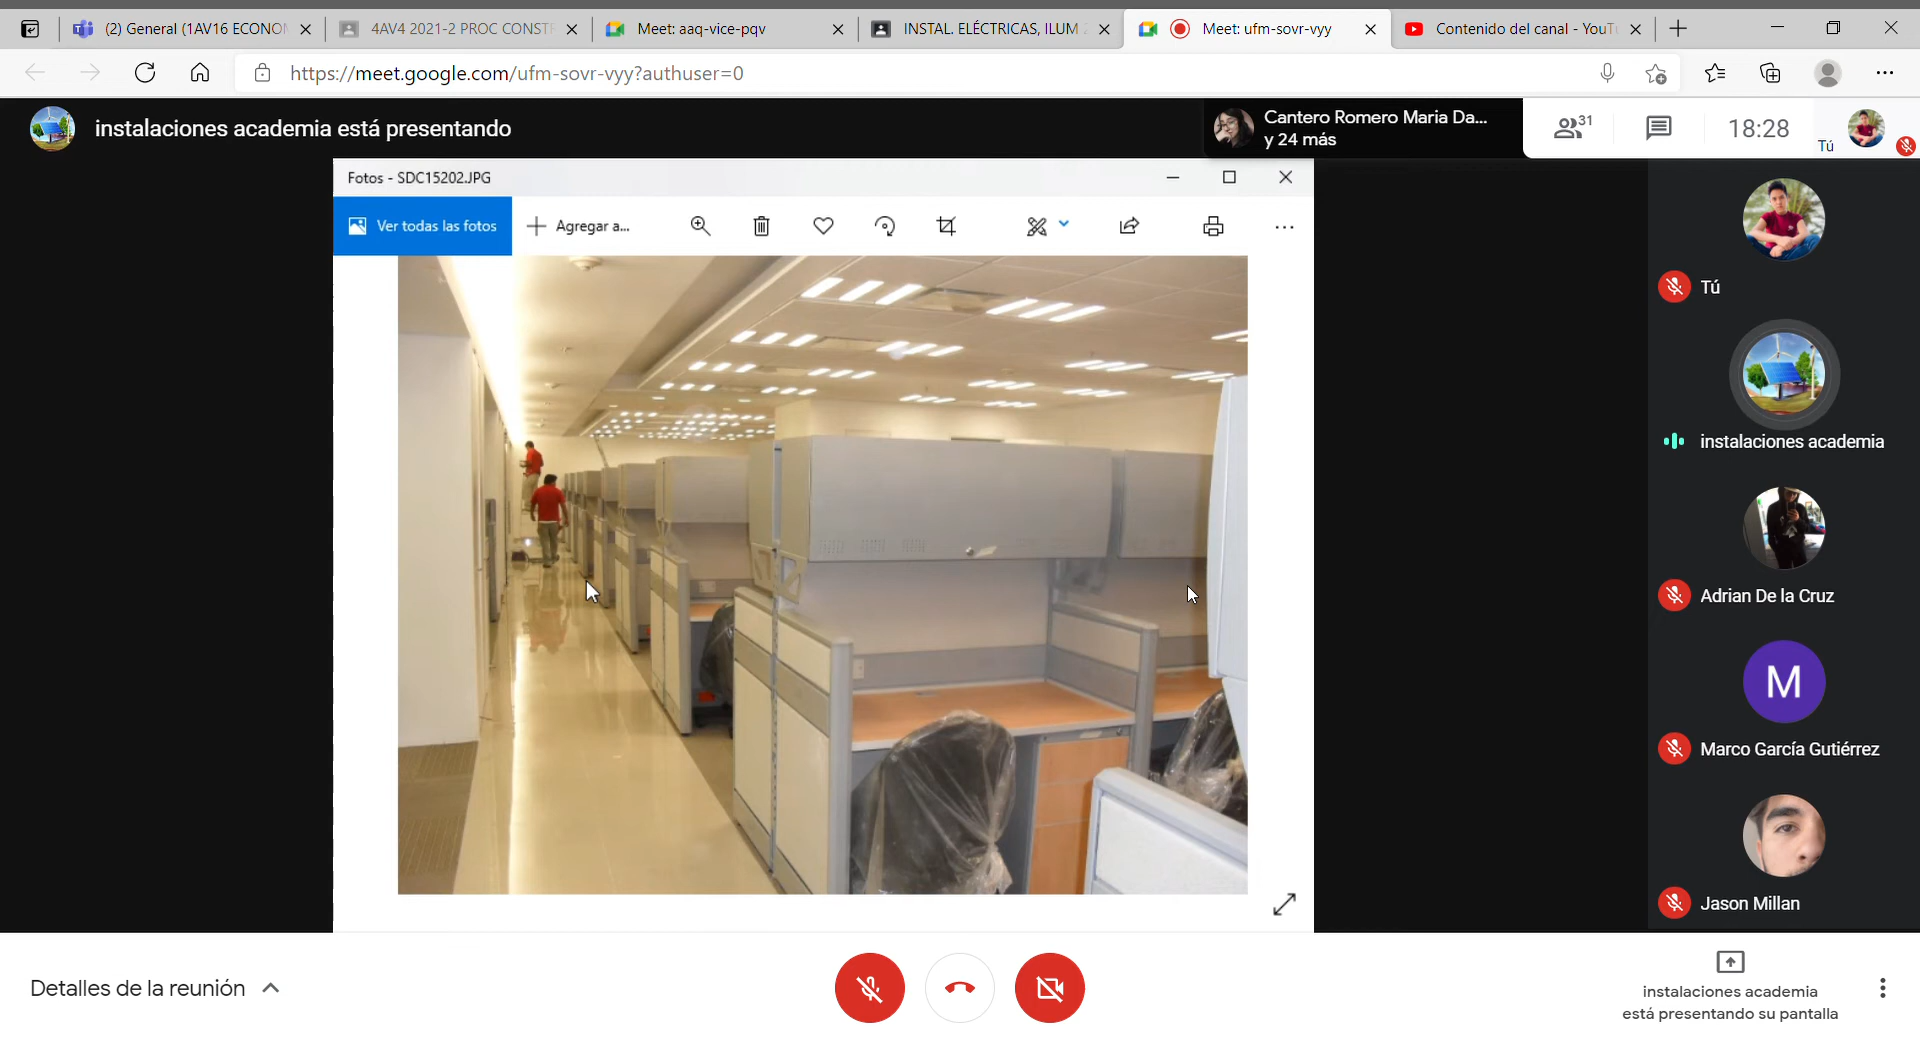 (2) General (1AV16 ECONO
4AV4 2021-2 PROC CONST
Meet: aaq-vice-pqv
INSTAL. ELÉCTRICAS, ILUM
Meet: ufm-sovr-vyy
Contenido del canal - YouT
https://meet.google.com/ufm-sovr-vyy?authuser=0
instalaciones academia está presentando
Cantero Romero Maria Da...
y 24 más
31
18:28
Tú
Fotos - SDC15202.JPG
Ver todas las fotos
Agregar a...
Tú
instalaciones academia
Adrian De la Cruz
M
Marco García Gutiérrez
Jason Millan
Detalles de la reunión
instalaciones academia
está presentando su pantalla